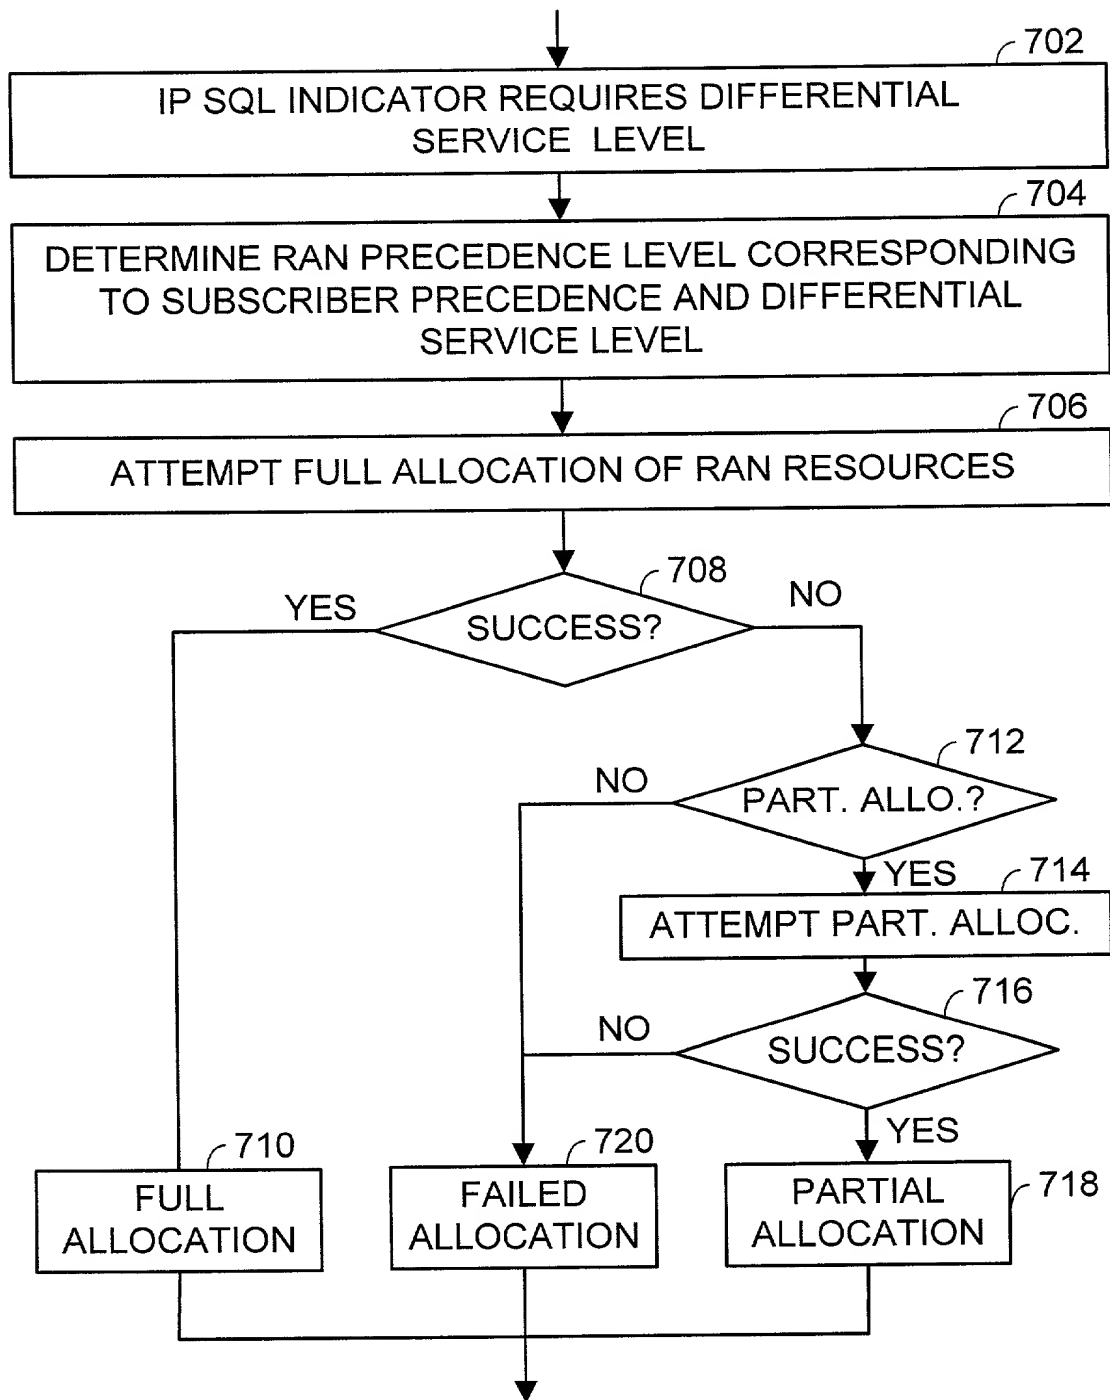 702
IP SQL INDICATOR REQUIRES DIFFERENTIAL
SERVICE LEVEL
704
DETERMINE RAN PRECEDENCE LEVEL CORRESPONDING
TO SUBSCRIBER PRECEDENCE AND DIFFERENTIAL
SERVICE LEVEL
706
ATTEMPT FULL ALLOCATION OF RAN RESOURCES
708
YES
NO
SUCCESS?
712
NO
PART. ALLO.?
YES
714
ATTEMPT PART. ALLOC.
716
NO
SUCCESS?
YES
710
FULL
ALLOCATION
720
FAILED
ALLOCATION
PARTIAL
ALLOCATION
718